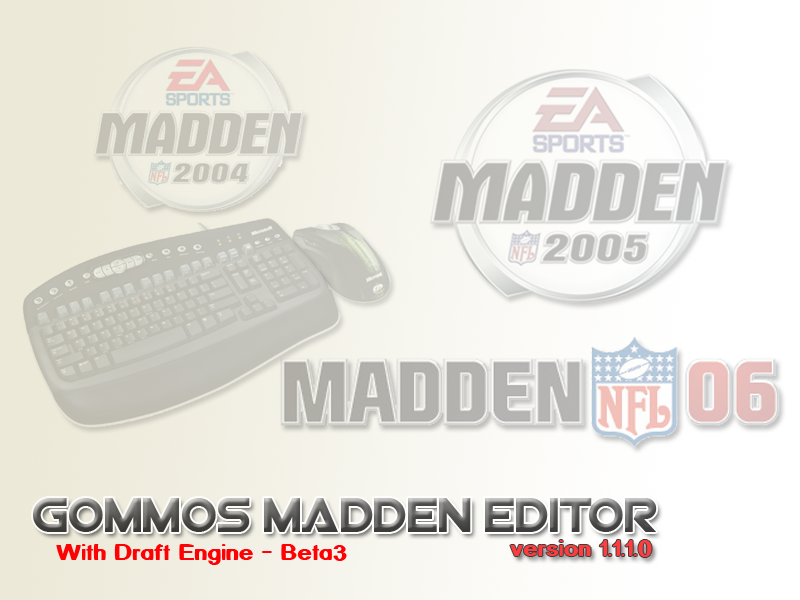 EA
SPORTS
MADDEN
NFL 2004
EA
SPORTS
MADDEN
NFL 2005
Microsoft
MADDEN NFL 06
GOMMOS MADDEN EDITOR
With Draft Engine - Beta3
version 1.1.1.0